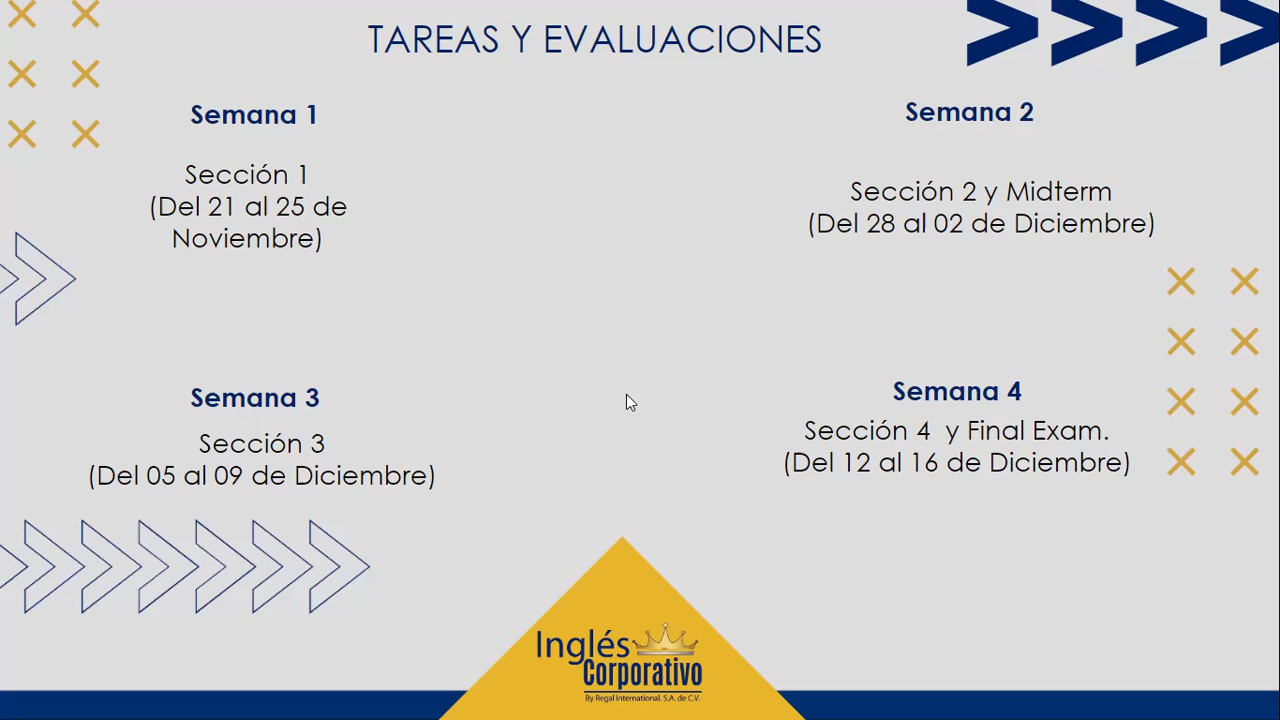 TAREAS Y EVALUACIONES
Semana 1
Sección 1
(Del 21 al 25 de
Noviembre)
Semana 2
Sección 2 y Midterm
(Del 28 al 02 de Diciembre)
Semana 3
Sección 3
(Del 05 al 09 de Diciembre)
Semana 4
Sección 4 y Final Exam.
(Del 12 al 16 de Diciembre)
Inglés
Corporativo
By Regal International, S.A. de C.V.